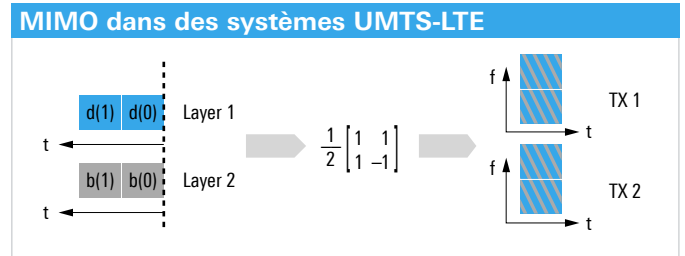 MIMO dans des systèmes UMTS-LTE
d(1) d(0) Layer 1
t
b(1) b(0) Layer 2
t
1
2
1 1
1 –1
f
TX 1
t
f
TX 2
t